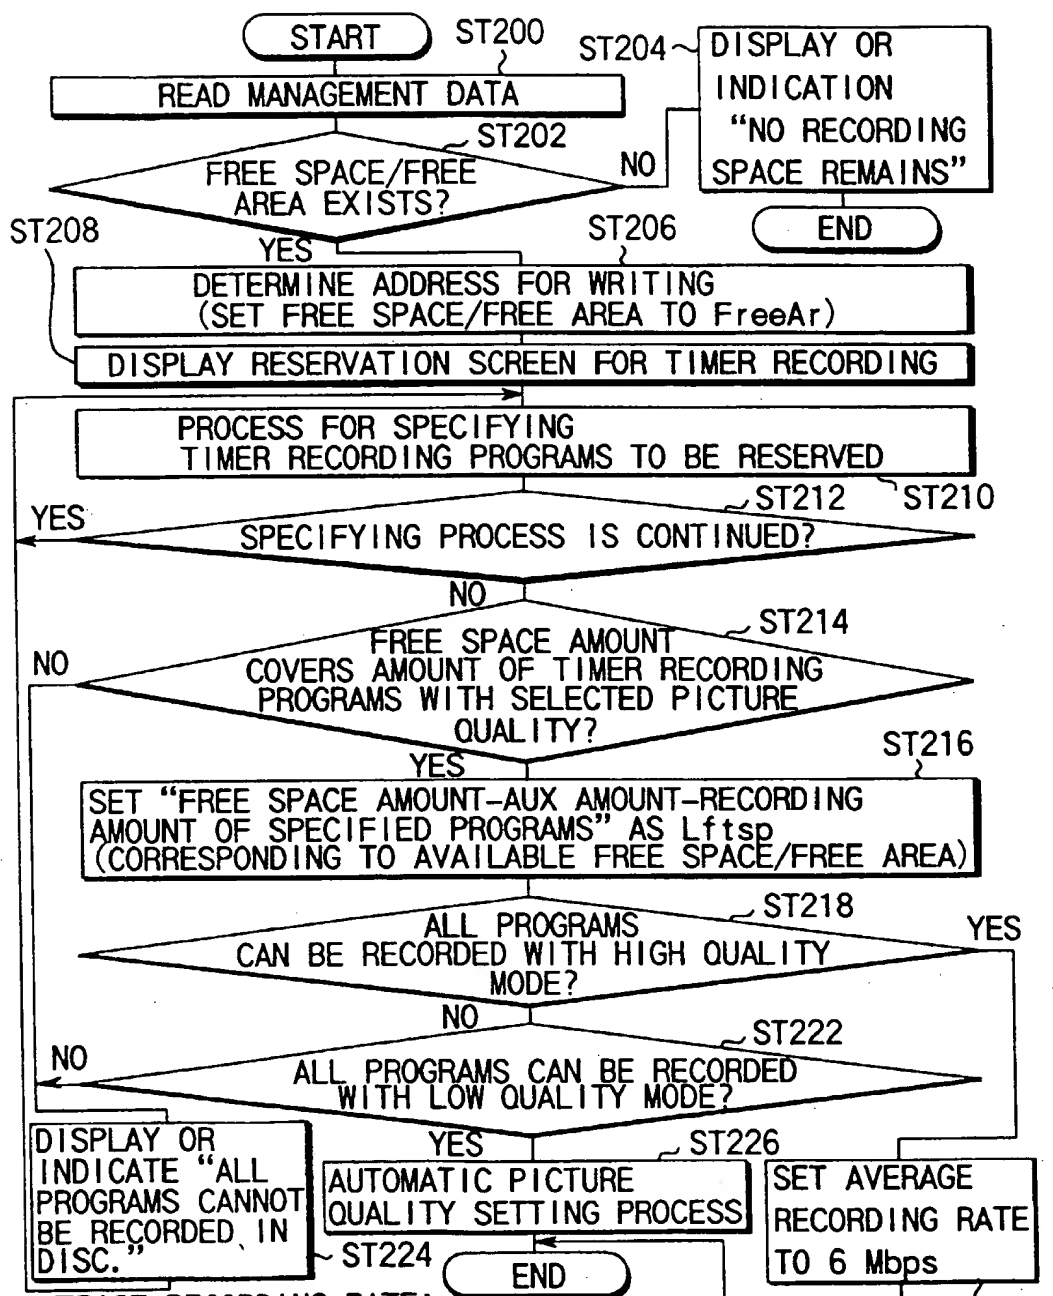 START
ST200
READ MANAGEMENT DATA
ST202
FREE SPACE/FREE
AREA EXISTS?
NO
ST204
DISPLAY OR
INDICATION
“NO RECORDING
SPACE REMAINS”
END
YES
ST206
DETERMINE ADDRESS FOR WRITING
(SET FREE SPACE/FREE AREA TO FreeAr)
ST208
DISPLAY RESERVATION SCREEN FOR TIMER RECORDING
PROCESS FOR SPECIFYING
TIMER RECORDING PROGRAMS TO BE RESERVED
ST210
ST212
SPECIFYING PROCESS IS CONTINUED?
YES
NO
ST214
FREE SPACE AMOUNT
COVERS AMOUNT OF TIMER RECORDING
PROGRAMS WITH SELECTED PICTURE
QUALITY?
NO
YES
ST216
SET “FREE SPACE AMOUNT-AUX AMOUNT-RECORDING
AMOUNT OF SPECIFIED PROGRAMS” AS Lftsp
(CORRESPONDING TO AVAILABLE FREE SPACE/FREE AREA)
ST218
ALL PROGRAMS
CAN BE RECORDED WITH HIGH QUALITY
MODE?
YES
NO
ST222
ALL PROGRAMS CAN BE RECORDED
WITH LOW QUALITY MODE?
NO
YES
DISPLAY OR
INDICATE “ALL
PROGRAMS CANNOT
BE RECORDED IN
DISC.”
ST224
ST226
AUTOMATIC PICTURE
QUALITY SETTING PROCESS
END
SET AVERAGE
RECORDING RATE
TO 6 Mbps